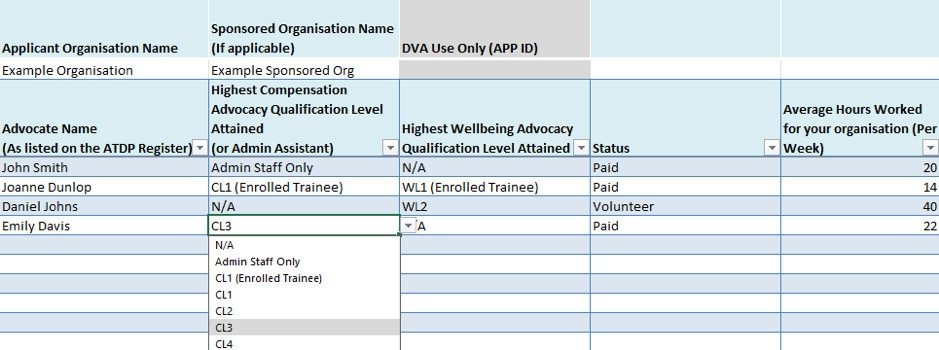 Applicant Organisation Name
Sponsored Organisation Name
(If applicable)
DVA Use Only (APP ID)
Example Organisation
Example Sponsored Org
Advocate Name
(As listed on the ATDP Register)
Highest Compensation
Advocacy Qualification Level
Attained
(or Admin Assistant)
Highest Wellbeing Advocacy
Qualification Level Attained
Status
Average Hours Worked
for your organisation (Per
Week)
John Smith Admin Staff Only N/A Paid 20
Joanne Dunlop CL1 (Enrolled Trainee) WL1 (Enrolled Trainee) Paid 14
Daniel Johns N/A WL2 Volunteer 40
Emily Davis CL3 /A Paid 22
N/A
Admin Staff Only
CL1 (Enrolled Trainee)
CL1
CL2
CL3
CL4